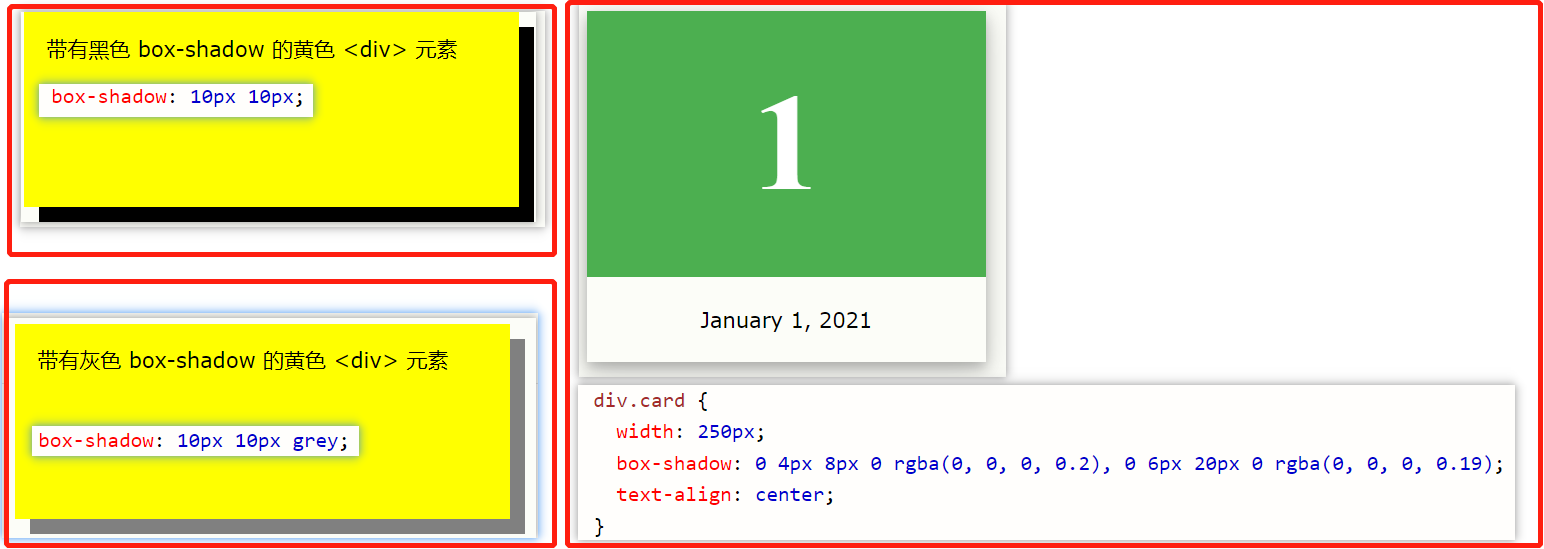 带有黑色 box-shadow 的黄色 <div> 元素
box-shadow: 10px 10px;
带有灰色 box-shadow 的黄色 <div> 元素
box-shadow: 10px 10px grey;
1
January 1, 2021
div.card {
  width: 250px;
  box-shadow: 0 4px 8px 0 rgba(0, 0, 0, 0.2), 0 6px 20px 0 rgba(0, 0, 0, 0.19);
  text-align: center;
}